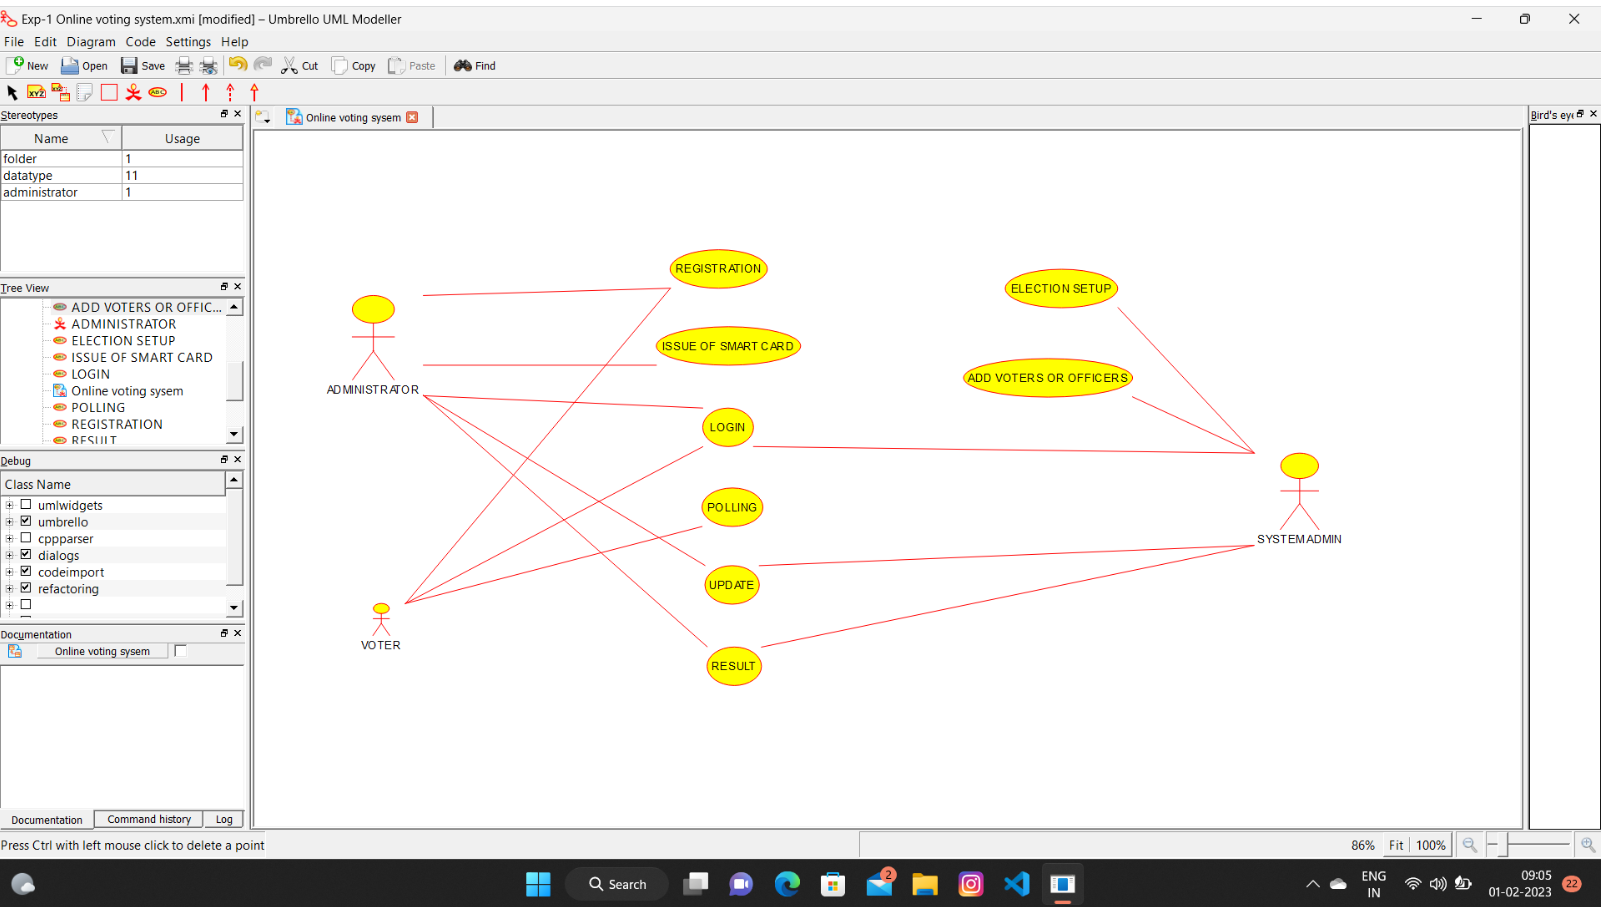 Exp-1 Online voting system.xmi [modified] – Umbrello UML Modeller
File Edit Diagram Code Settings Help
New Open Save Cut Copy Paste Find
XYZ ABC
Stereotypes
Name Usage
folder 1
datatype 11
administrator 1
Tree View
ADD VOTERS OR OFFIC...
ADMINISTRATOR
ELECTION SETUP
ISSUE OF SMART CARD
LOGIN
Online voting sysem
POLLING
REGISTRATION
RESULT
Debug
Class Name
umlwidgets
umbrello
cppparser
dialogs
codeimport
refactoring
Documentation
Online voting sysem
Documentation Command history Log
Online voting sysem
Bird's eye
REGISTRATION
ELECTION SETUP
ISSUE OF SMART CARD
ADD VOTERS OR OFFICERS
ADMINISTRATOR
LOGIN
POLLING
SYSTEMADMIN
UPDATE
VOTER
RESULT
Press Ctrl with left mouse click to delete a point
86% Fit 100%
Search
2
ENG
IN
09:05
01-02-2023
22